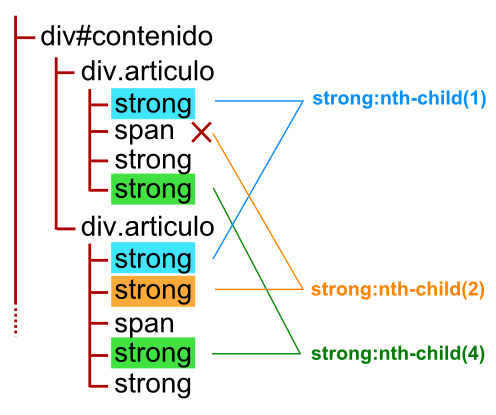 div#contenido
div.articulo
strong
strong:nth-child(1)
span
strong
strong
div.articulo
strong
strong
strong:nth-child(2)
span
strong
strong:nth-child(4)
strong